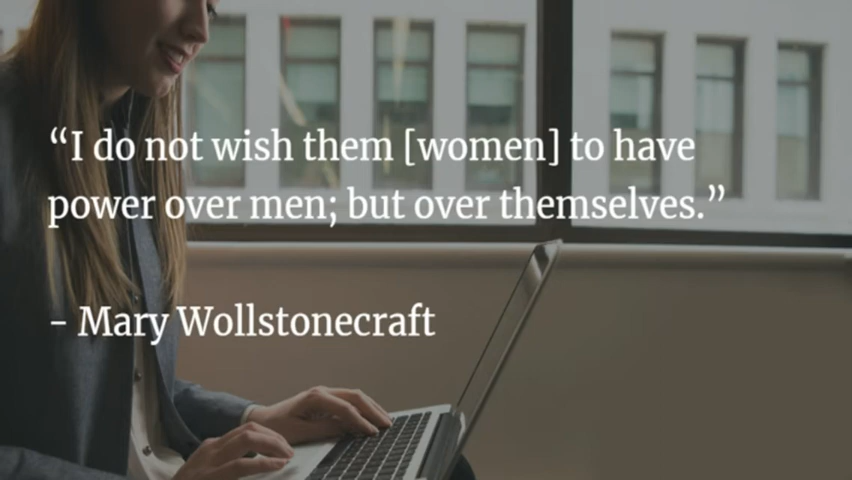 “I do not wish them [women] to have
power over men; but over themselves.”
- Mary Wollstonecraft